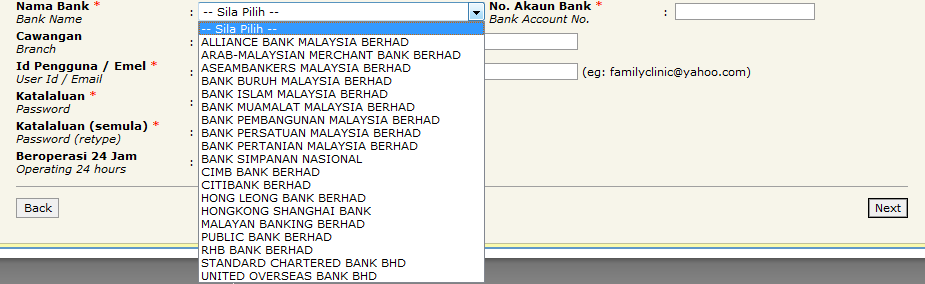 Nama Bank * : -- Sila Pilih -- No. Akaun Bank * :
Bank Name Bank Account No.
-- Sila Pilih --
ALLIANCE BANK MALAYSIA BERHAD
ARAB-MALAYSIAN MERCHANT BANK BERHAD
ASEAMBANKERS MALAYSIA BERHAD
BANK BURUH MALAYSIA BERHAD
BANK ISLAM MALAYSIA BERHAD
BANK MUAMALAT MALAYSIA BERHAD
BANK PEMBANGUNAN MALAYSIA BERHAD
BANK PERSATUAN MALAYSIA BERHAD
BANK PERTANIAN MALAYSIA BERHAD
BANK SIMPANAN NASIONAL
CIMB BANK BERHAD
CITIBANK BERHAD
HONG LEONG BANK BERHAD
HONGKONG SHANGHAI BANK
MALAYAN BANKING BERHAD
PUBLIC BANK BERHAD
RHB BANK BERHAD
STANDARD CHARTERED BANK BHD
UNITED OVERSEAS BANK BHD
Cawangan :
Branch
Id Pengguna / Emel * : (eg: familyclinic@yahoo.com)
User Id / Email
Katalaluan * :
Password
Katalaluan (semula) * :
Password (retype)
Beroperasi 24 Jam :
Operating 24 hours
Back Next